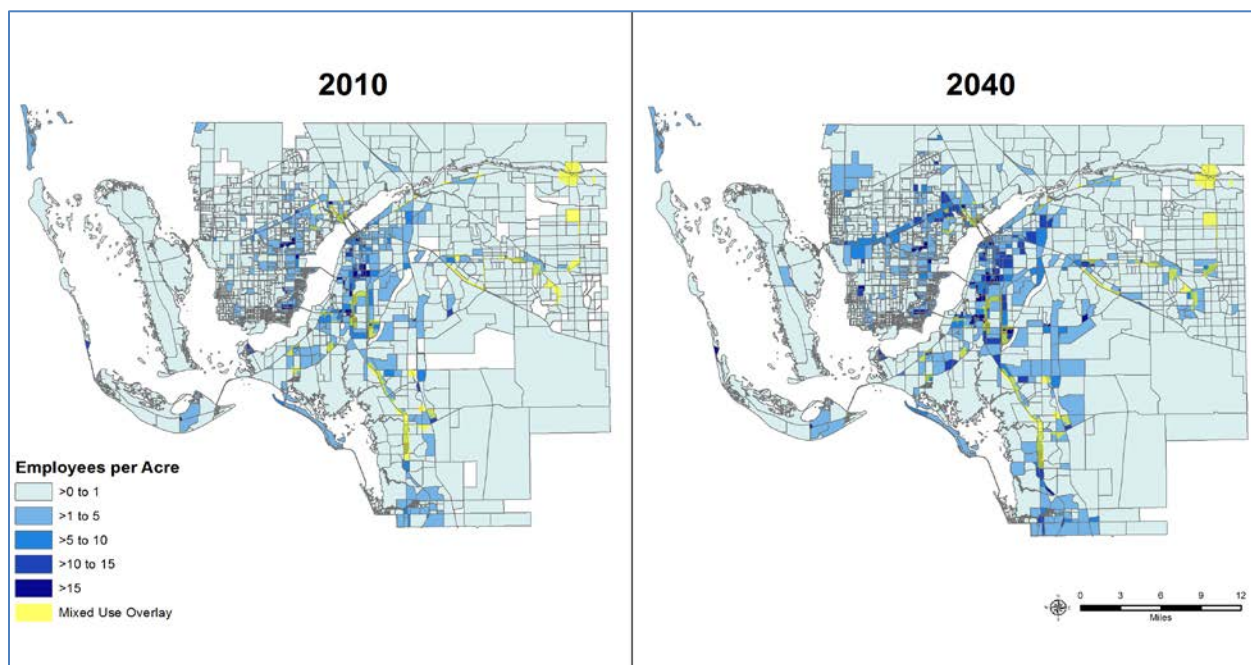 2010
2040
Employees per Acre
>0 to 1
>1 to 5
>5 to 10
>10 to 15
>15
Mixed Use Overlay
0 3 6 9 12
Miles